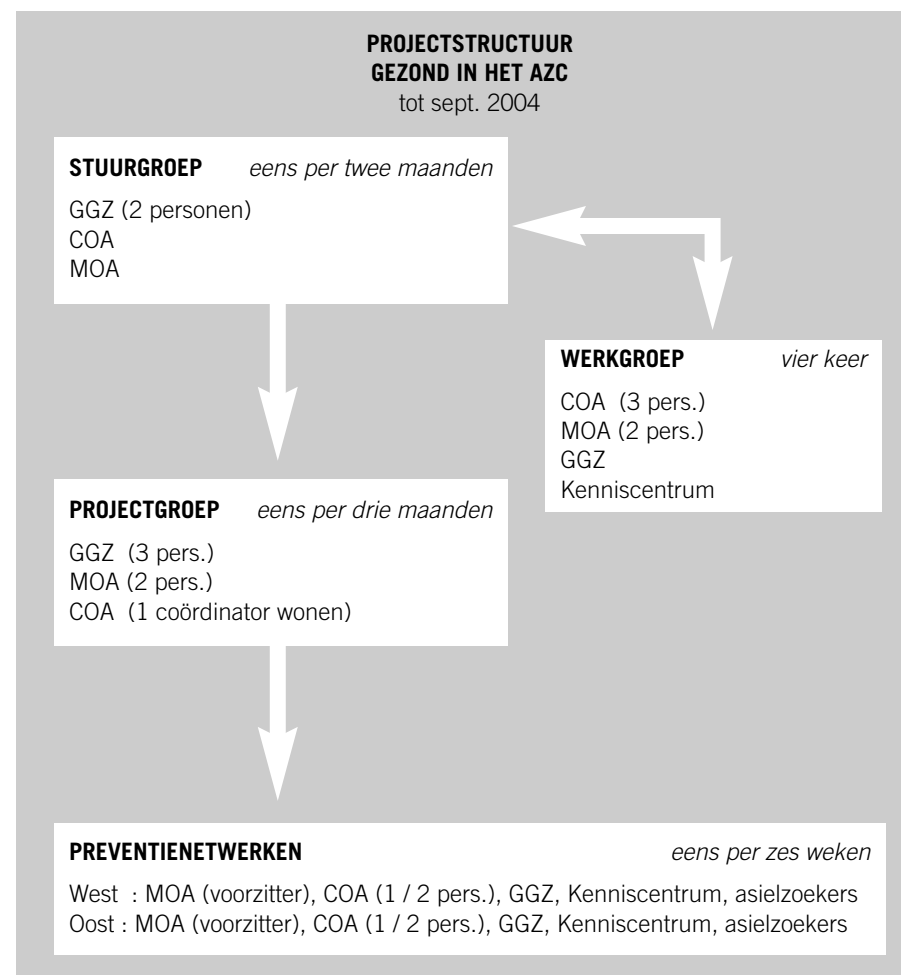 PROJECTSTRUCTUUR
GEZOND IN HET AZC
tot sept. 2004
STUURGROEP eens per twee maanden
GGZ (2 personen)
COA
MOA
WERKGROEP vier keer
COA (3 pers.)
MOA (2 pers.)
GGZ
Kenniscentrum
PROJECTGROEP eens per drie maanden
GGZ (3 pers.)
MOA (2 pers.)
COA (1 coördinator wonen)
PREVENTIENETWERKEN eens per zes weken
West : MOA (voorzitter), COA (1 / 2 pers.), GGZ, Kenniscentrum, asielzoekers
Oost : MOA (voorzitter), COA (1 / 2 pers.), GGZ, Kenniscentrum, asielzoekers